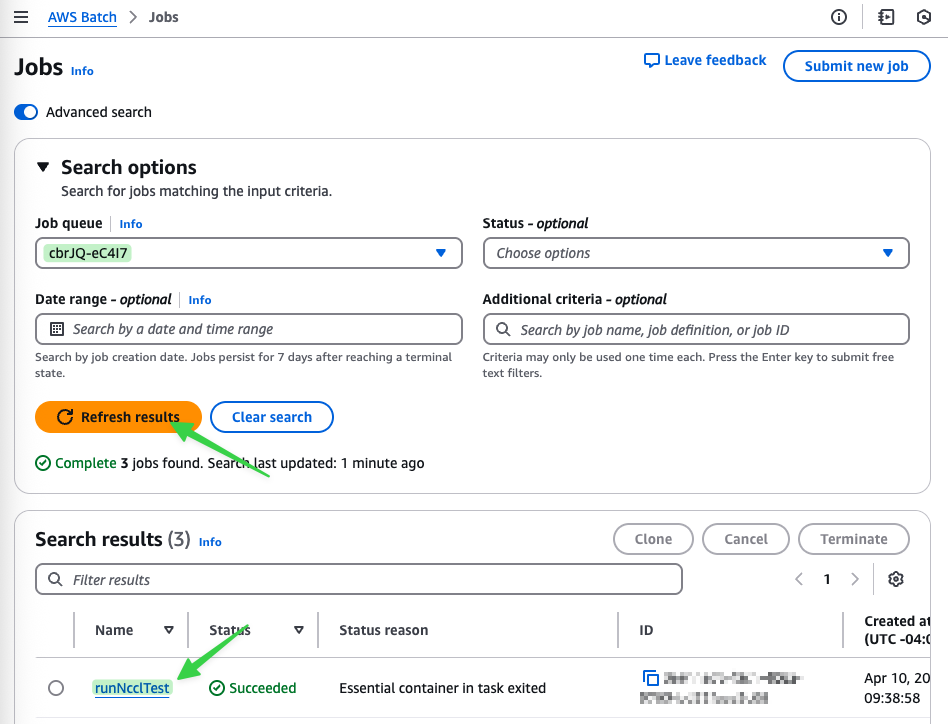 AWS Batch > Jobs
Jobs Info
Leave feedback
Submit new job
Advanced search
Search options
Search for jobs matching the input criteria.
Job queue Info
cbrJQ-eC4I7
Status - optional
Choose options
Date range - optional Info
Search by a date and time range
Search by job creation date. Jobs persist for 7 days after reaching a terminal
state.
Additional criteria - optional
Search by job name, job definition, or job ID
Criteria may only be used one time each. Press the Enter key to submit free
text filters.
Refresh results
Clear search
Complete 3 jobs found. Search last updated: 1 minute ago
Search results (3) Info
Clone
Cancel
Terminate
Filter results
1
Name
Status
Status reason
ID
Created at
(UTC -04:0
runNcclTest
Succeeded
Essential container in task exited
Apr 10, 20
09:38:58